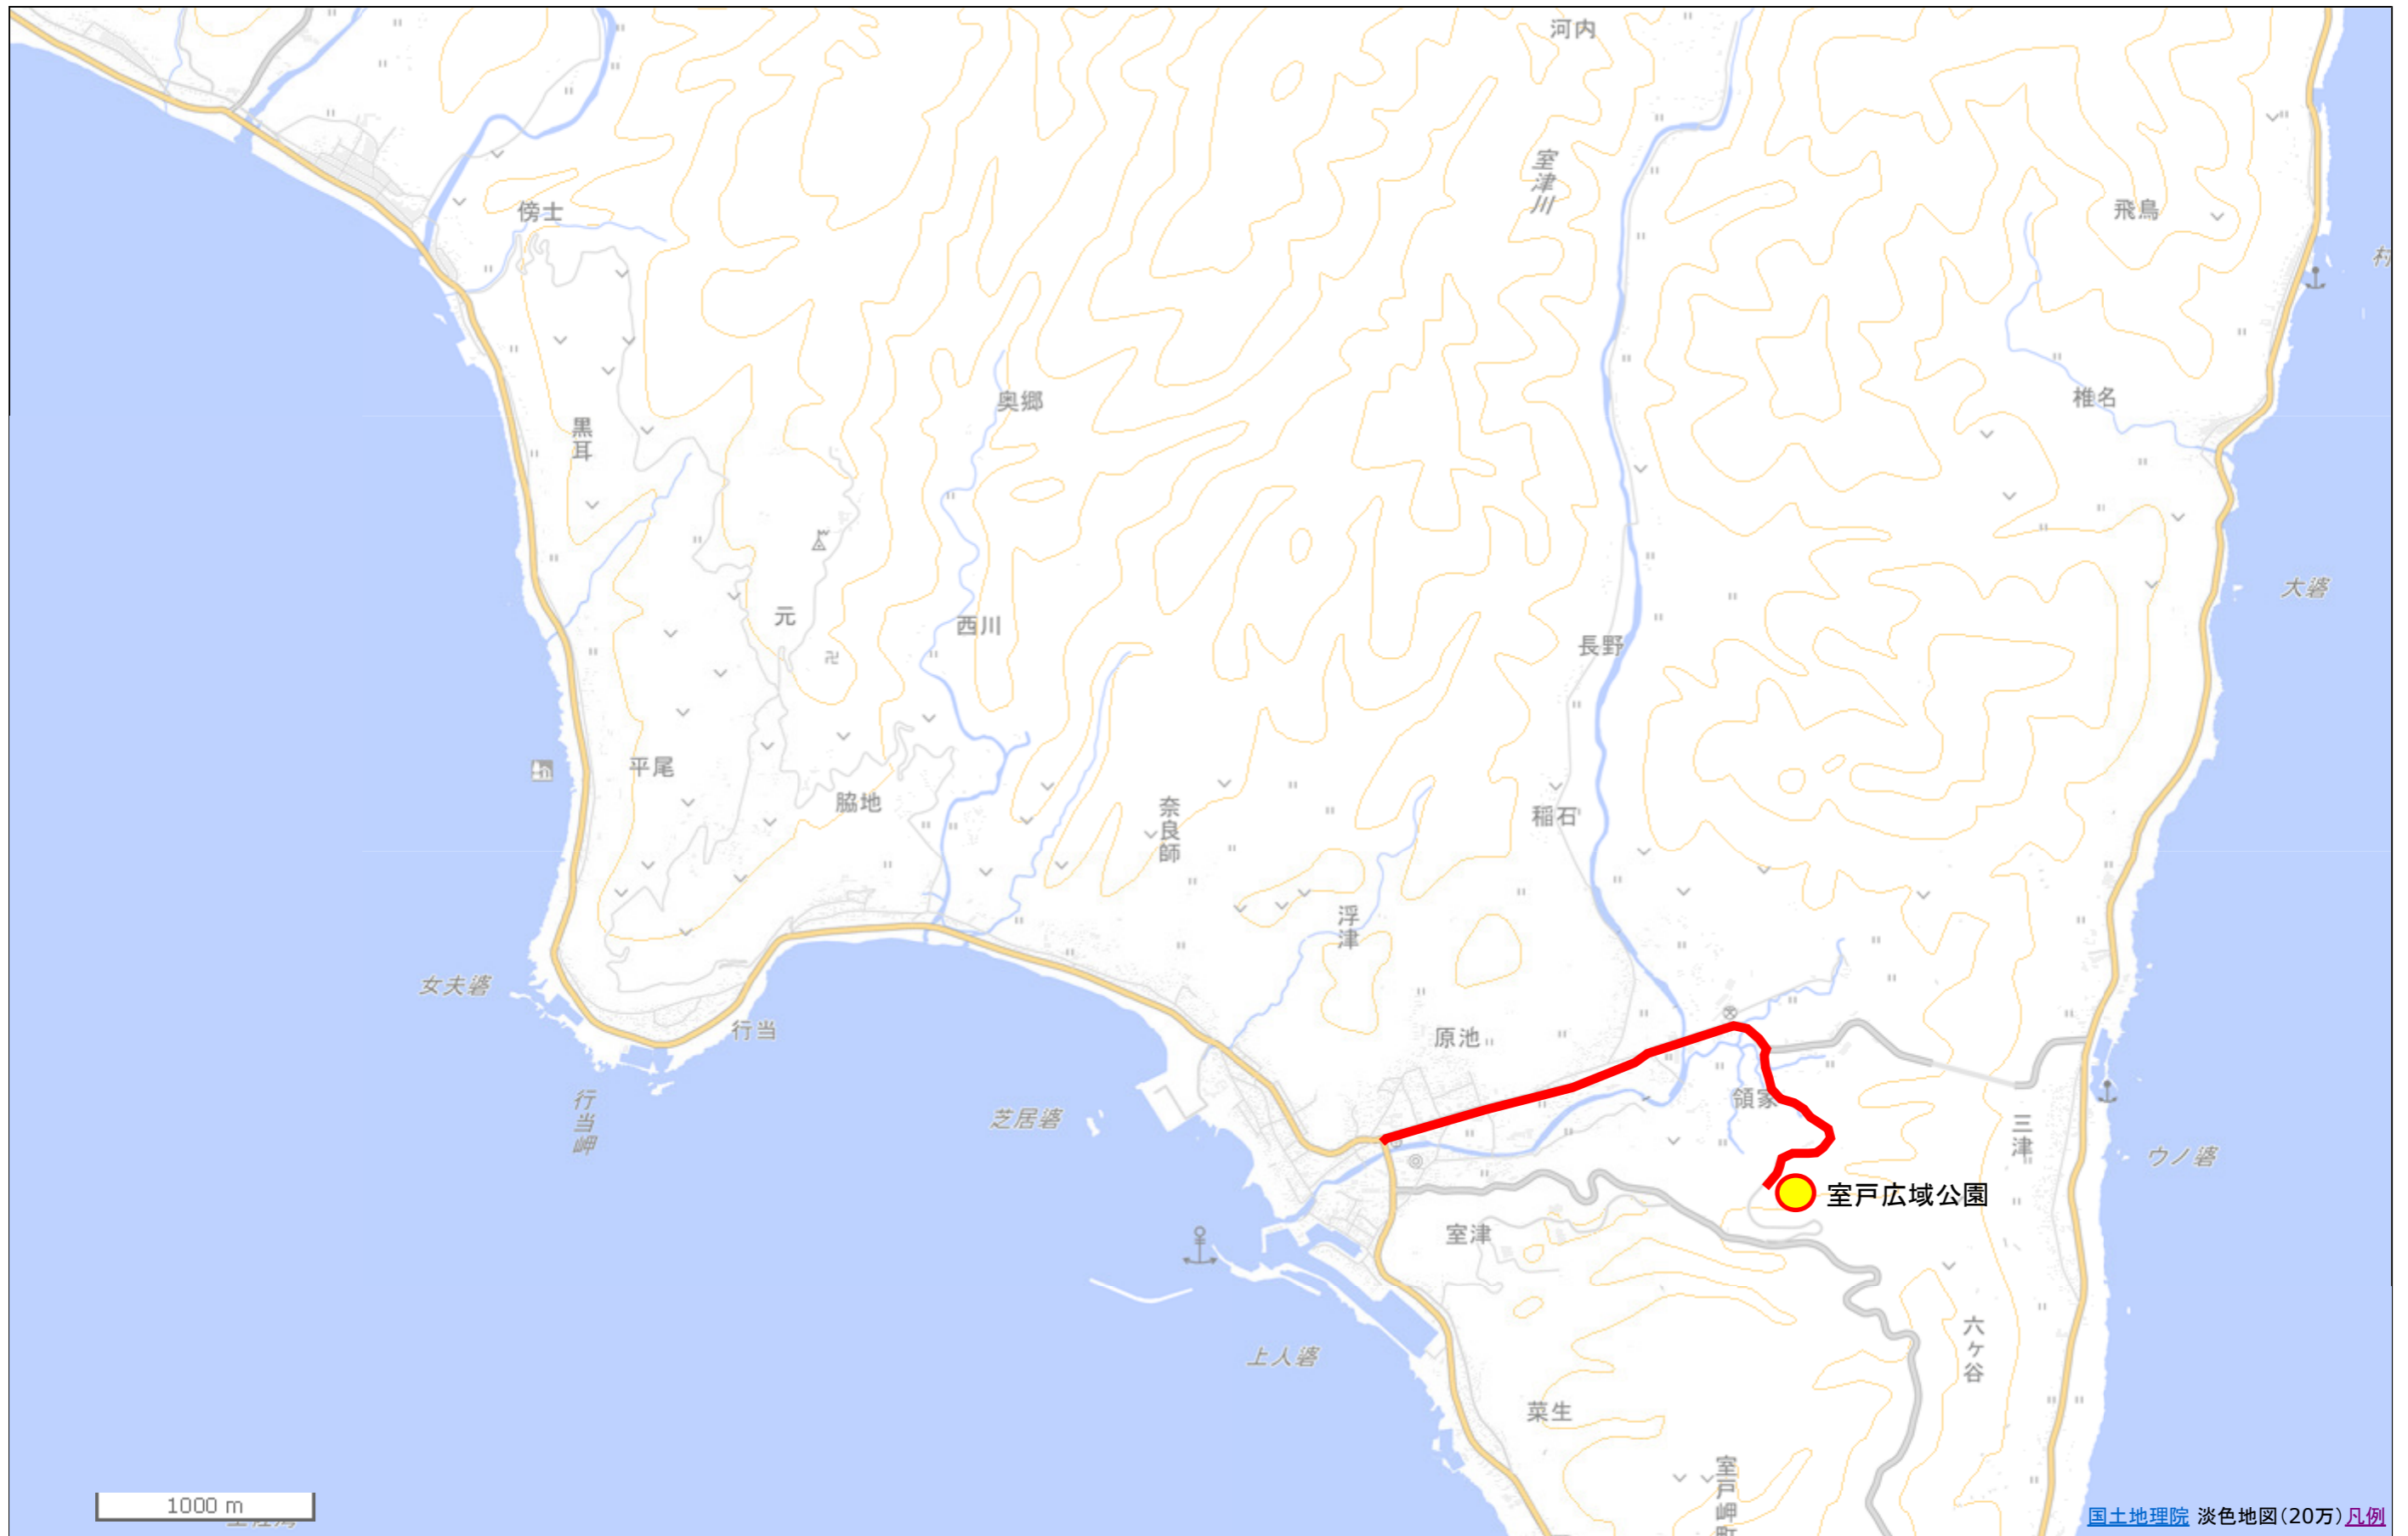 河内
室津川
飛鳥
傍士
椎名
奥郷
黒耳
大碆
元
西川
長野
平尾
脇地
奈良師
稲石
浮津
女夫碆
行当
原池
領家
行当岬
芝居碆
三津
ウノ碆
室戸広域公園
室津
六ヶ谷
上人碆
菜生
室戸岬町
1000 m
国土地理院 淡色地図(20万)凡例